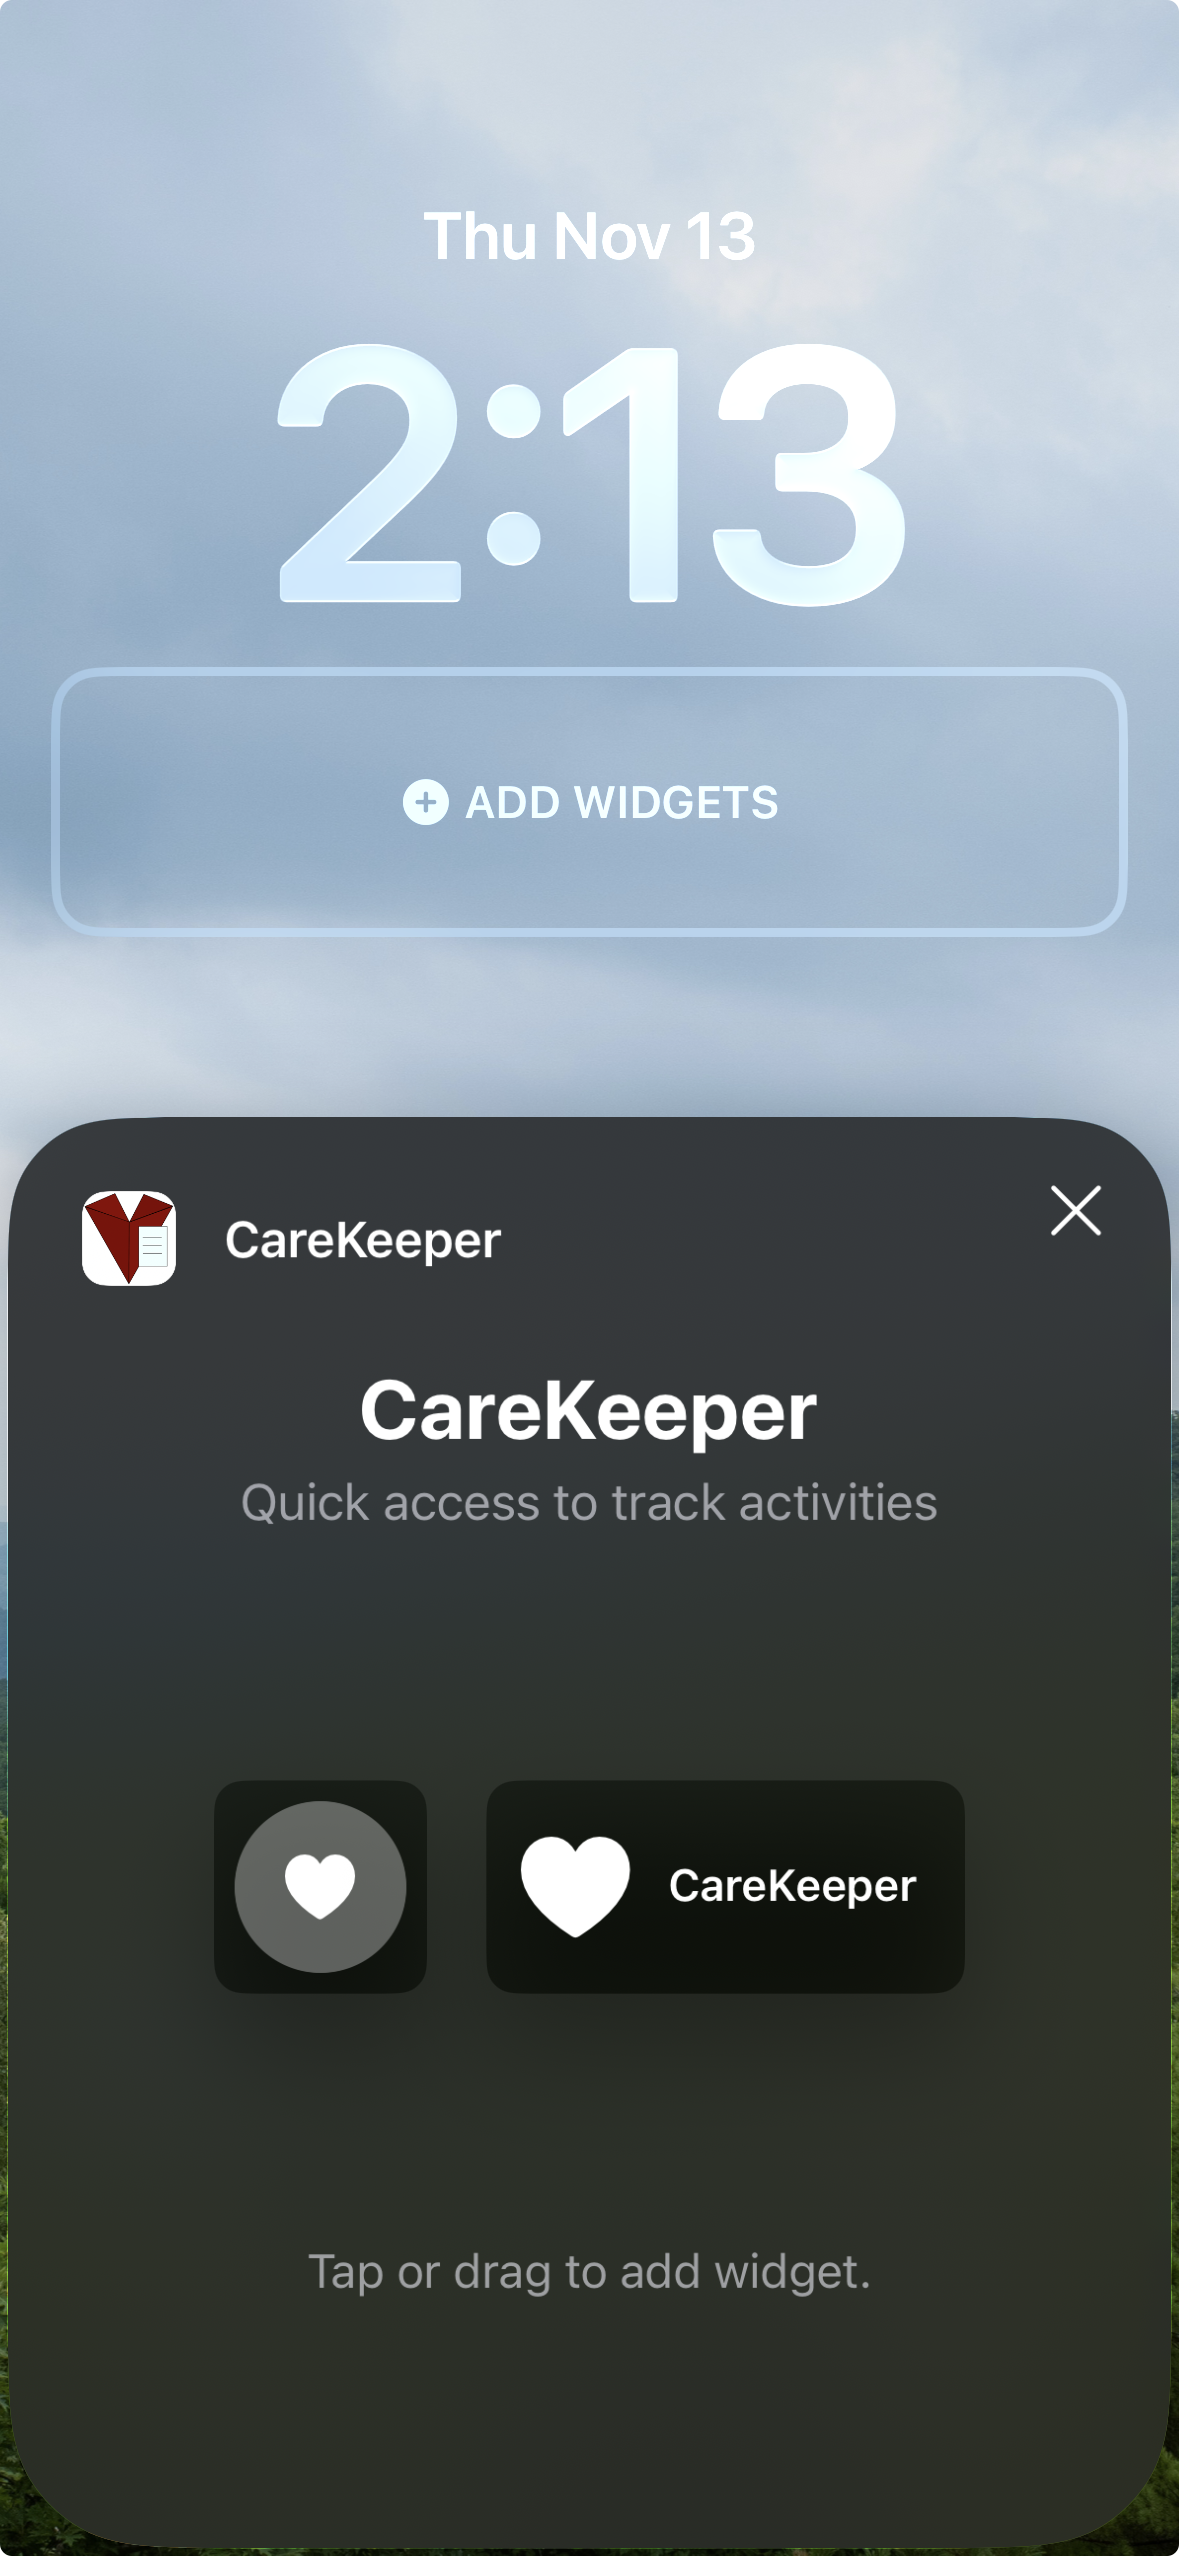 Thu Nov 13
2:13
ADD WIDGETS
CareKeeper
CareKeeper
Quick access to track activities
CareKeeper
Tap or drag to add widget.